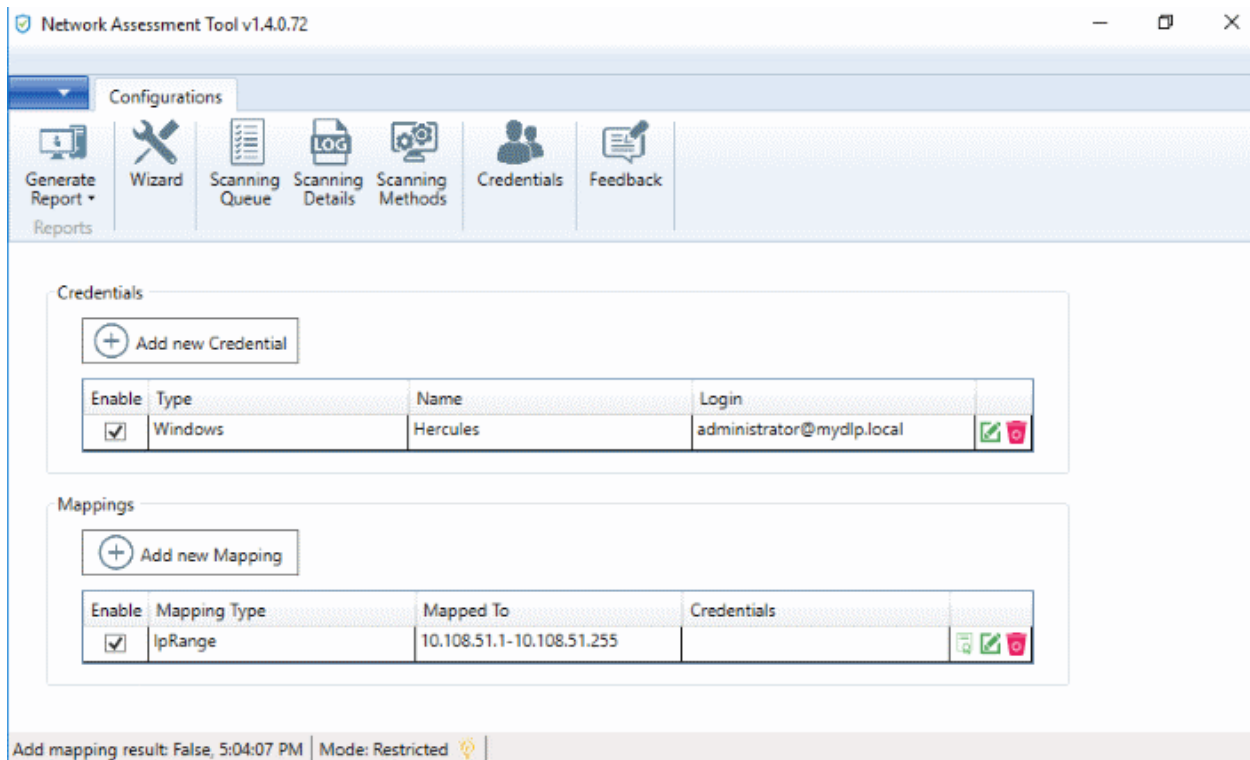 Network Assessment Tool v1.4.0.72
Configurations
Generate Report
Wizard
Scanning Queue
LOG
Scanning Details
Scanning Methods
Credentials
Feedback
Reports
Credentials
Add new Credential
Enable Type Name Login
Windows Hercules administrator@mydlp.local
Mappings
Add new Mapping
Enable Mapping Type Mapped To Credentials
IpRange 10.108.51.1-10.108.51.255
Add mapping result: False, 5:04:07 PM Mode: Restricted